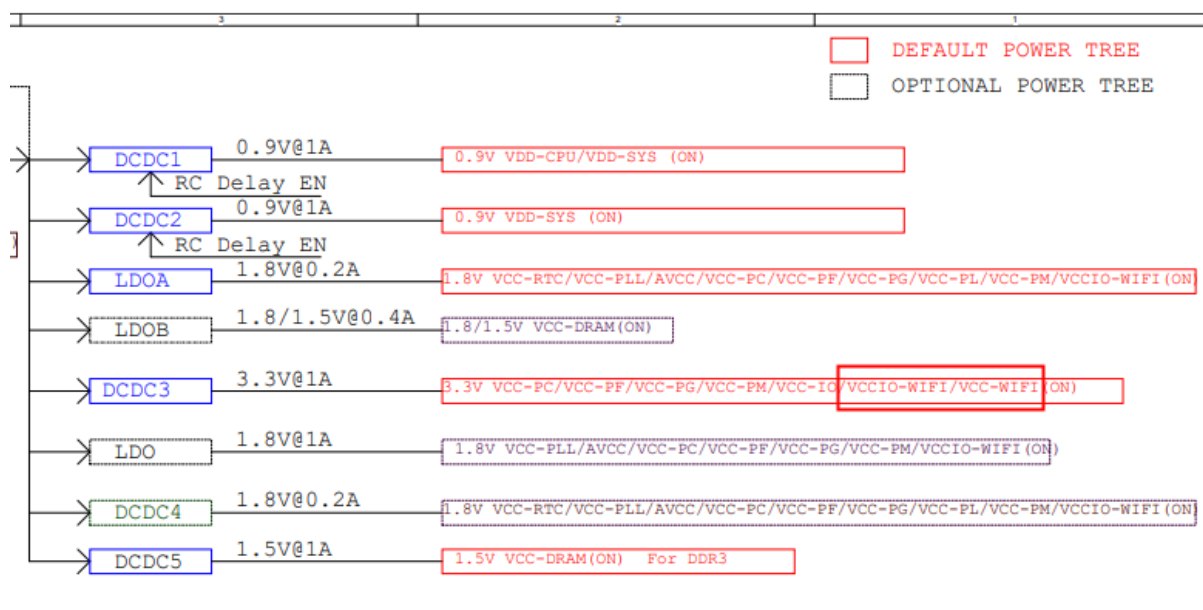 3 2 1
DEFAULT POWER TREE
OPTIONAL POWER TREE
DCDC1 0.9V@1A 0.9V VDD-CPU/VDD-SYS (ON)
RC Delay EN
DCDC2 0.9V@1A 0.9V VDD-SYS (ON)
RC Delay EN
LDOA 1.8V@0.2A 1.8V VCC-RTC/VCC-PLL/AVCC/VCC-PC/VCC-PF/VCC-PG/VCC-PL/VCC-PM/VCCIO-WIFI(ON)
LDOB 1.8/1.5V@0.4A 1.8/1.5V VCC-DRAM(ON)
DCDC3 3.3V@1A 3.3V VCC-PC/VCC-PF/VCC-PG/VCC-PM/VCC-IO/VCCIO-WIFI/VCC-WIFI(ON)
LDO 1.8V@1A 1.8V VCC-PLL/AVCC/VCC-PC/VCC-PF/VCC-PG/VCC-PM/VCCIO-WIFI(ON)
DCDC4 1.8V@0.2A 1.8V VCC-RTC/VCC-PLL/AVCC/VCC-PC/VCC-PF/VCC-PG/VCC-PL/VCC-PM/VCCIO-WIFI(ON)
DCDC5 1.5V@1A 1.5V VCC-DRAM(ON) For DDR3